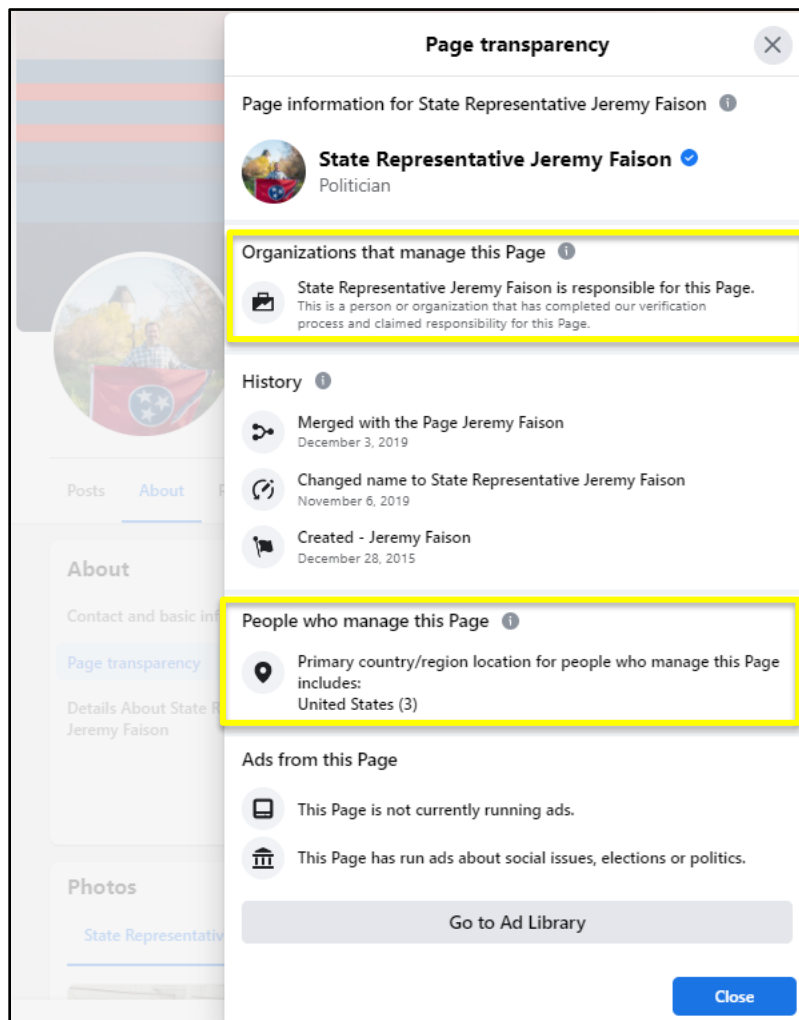 Page transparency
Page information for State Representative Jeremy Faison
State Representative Jeremy Faison
Politician
Organizations that manage this Page
State Representative Jeremy Faison is responsible for this Page.
This is a person or organization that has completed our verification
process and claimed responsibility for this Page.
History
Merged with the Page Jeremy Faison
December 3, 2019
Changed name to State Representative Jeremy Faison
November 6, 2019
Created - Jeremy Faison
December 28, 2015
People who manage this Page
Primary country/region location for people who manage this Page
includes:
United States (3)
Ads from this Page
This Page is not currently running ads.
This Page has run ads about social issues, elections or politics.
Go to Ad Library
Close
Posts About
About
Contact and basic inf
Page transparency
Details About State R
Jeremy Faison
Photos
State Representativ